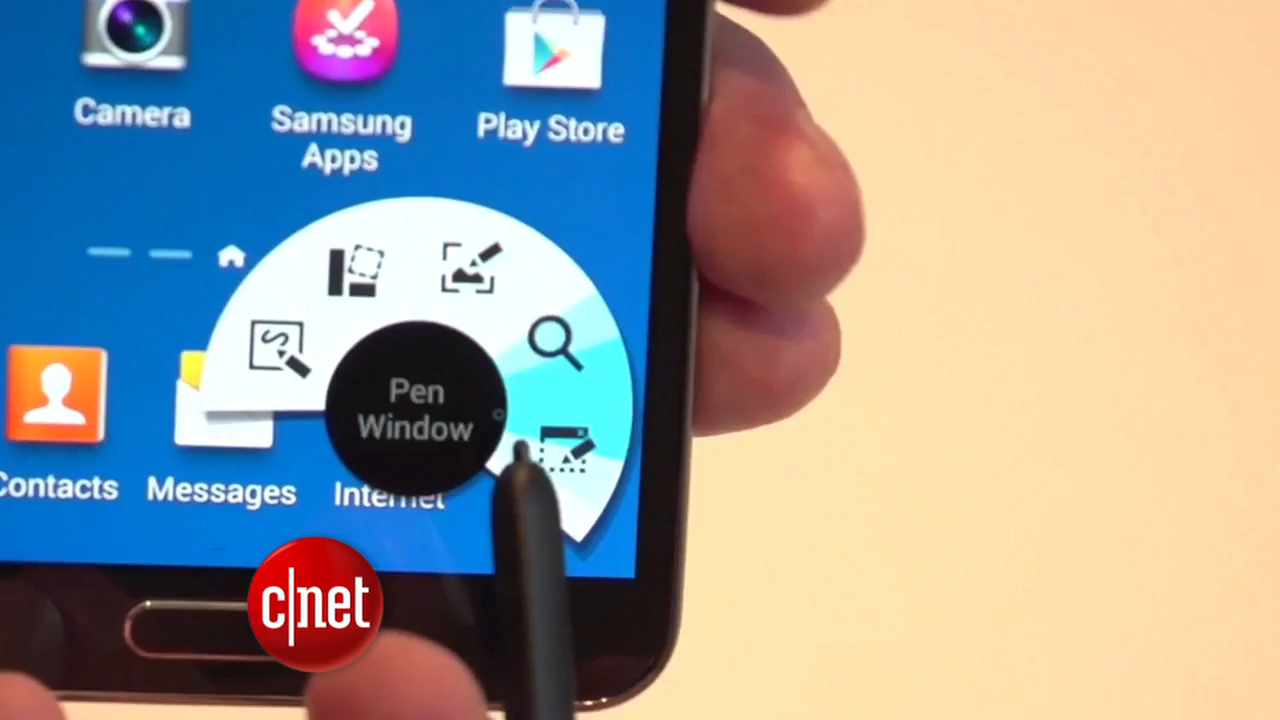 Camera
Samsung
Apps
Play Store
Pen
Window
Contacts
Messages
Internet
c|net